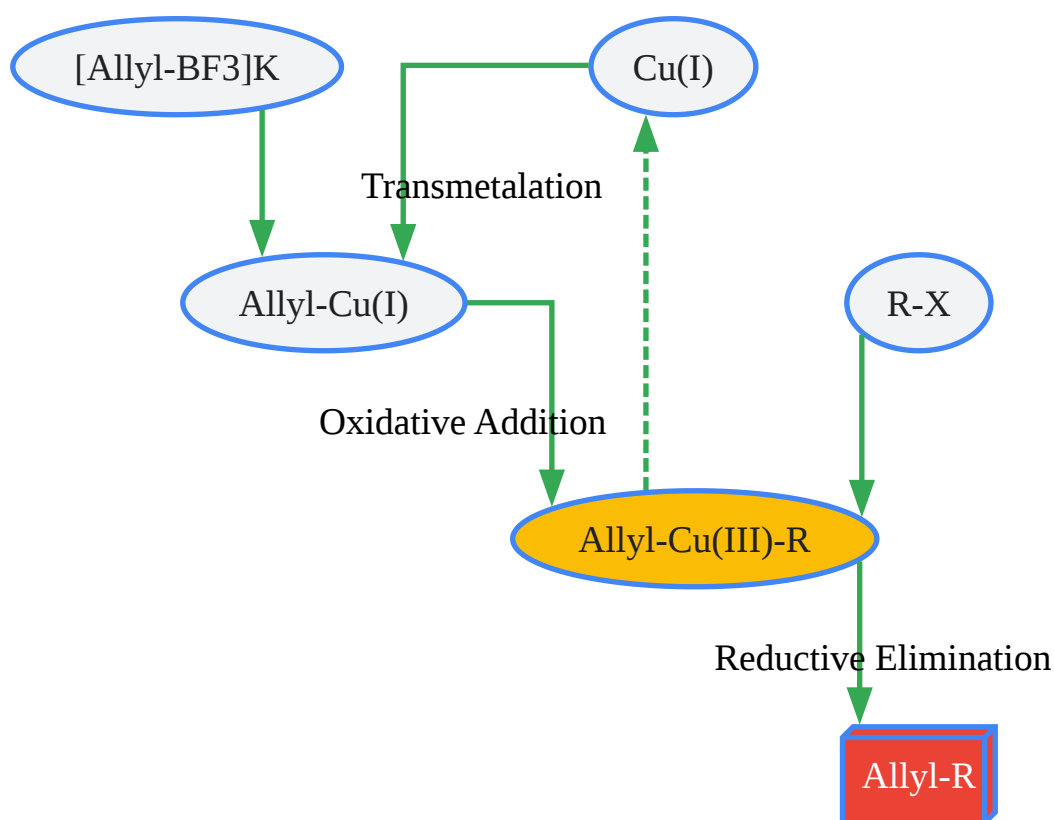 [Allyl-BF3]K
Cu(I)
Transmetalation
Allyl-Cu(I)
R-X
Oxidative Addition
Allyl-Cu(III)-R
Reductive Elimination
Allyl-R